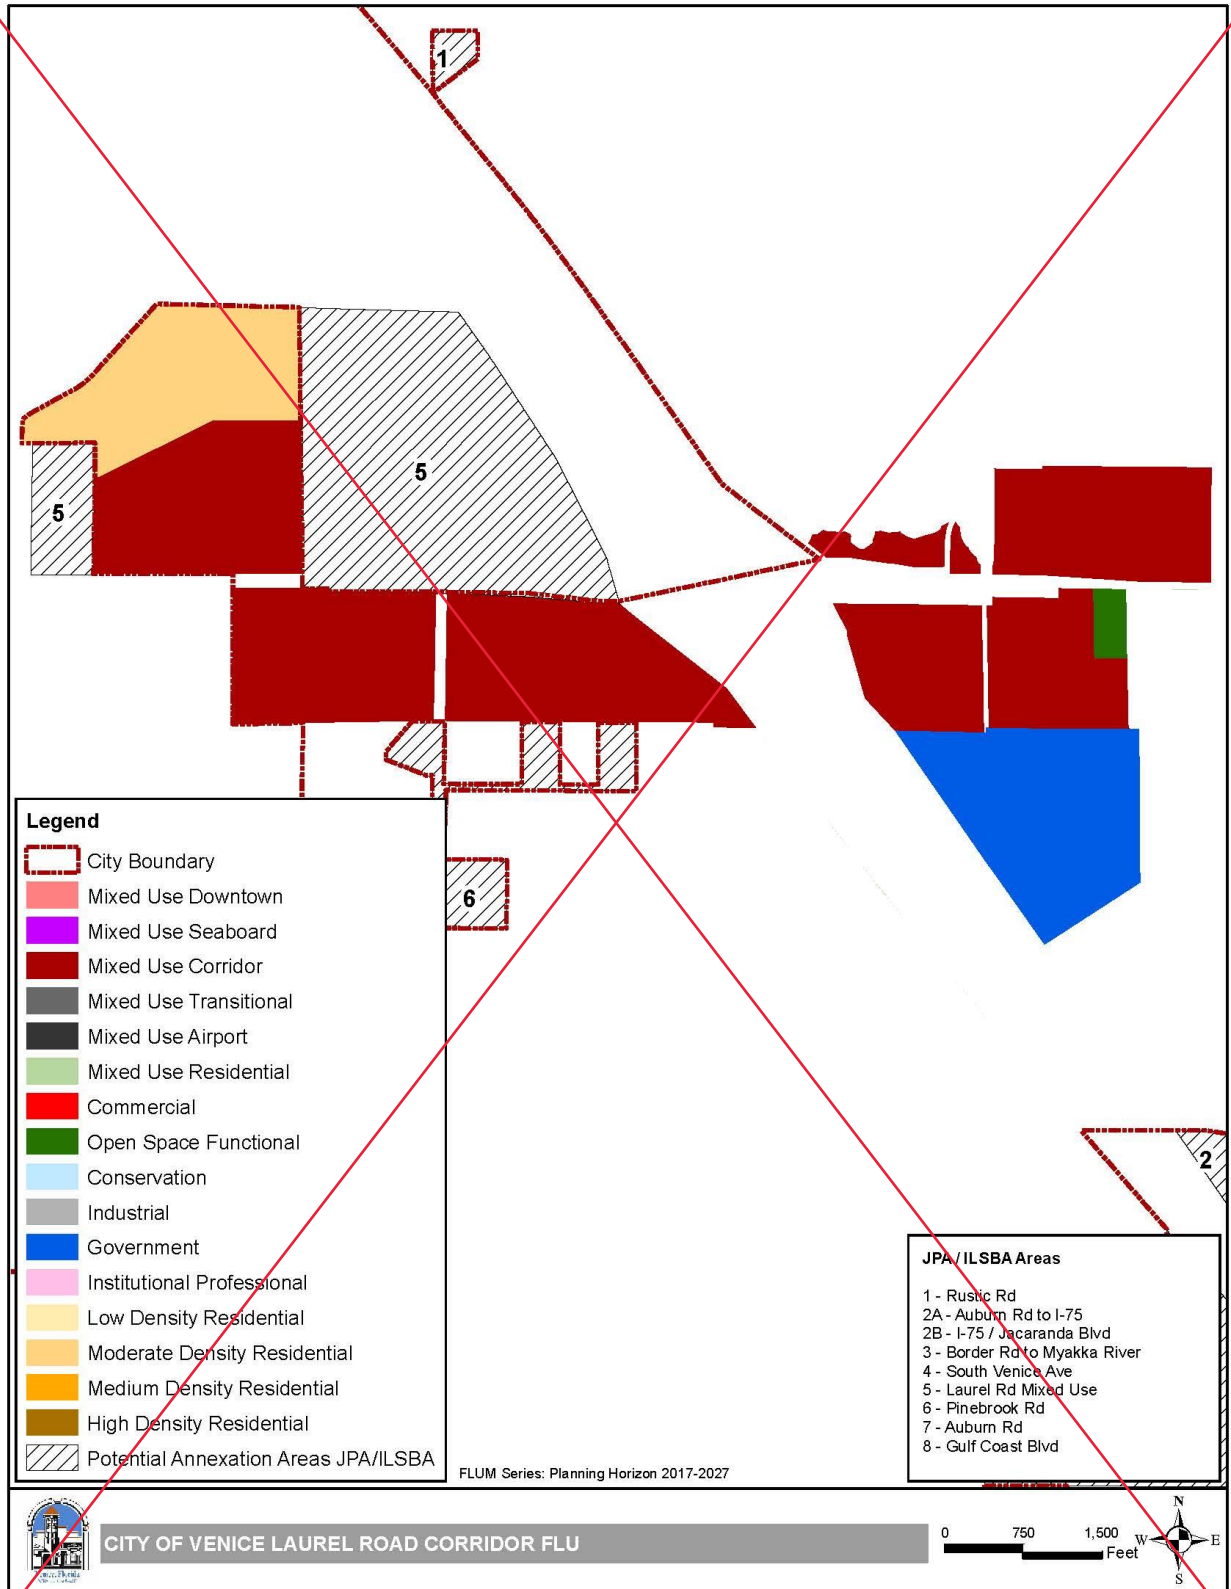 1
5
5
6
2
Legend
City Boundary
Mixed Use Downtown
Mixed Use Seaboard
Mixed Use Corridor
Mixed Use Transitional
Mixed Use Airport
Mixed Use Residential
Commercial
Open Space Functional
Conservation
Industrial
Government
Institutional Professional
Low Density Residential
Moderate Density Residential
Medium Density Residential
High Density Residential
Potential Annexation Areas JPA/ILSBA
FLUM Series: Planning Horizon 2017-2027
JPA / ILSBA Areas
1 - Rustic Rd
2A - Auburn Rd to I-75
2B - I-75 / Jacaranda Blvd
3 - Border Rd to Myakka River
4 - South Venice Ave
5 - Laurel Rd Mixed Use
6 - Pinebrook Rd
7 - Auburn Rd
8 - Gulf Coast Blvd
CITY OF VENICE LAUREL ROAD CORRIDOR FLU
0 750 1,500
Feet
N
W E
S